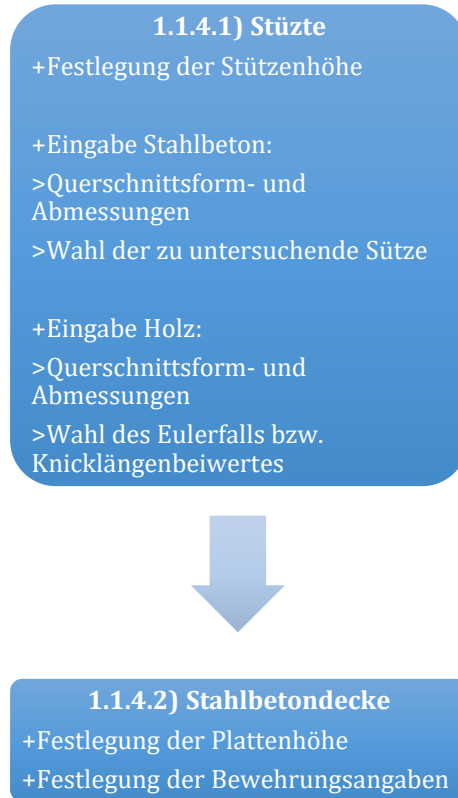 1.1.4.1) Stüzte
+Festlegung der Stützenhöhe
+Eingabe Stahlbeton:
>Querschnittsform- und
Abmessungen
>Wahl der zu untersuchende Sütze
+Eingabe Holz:
>Querschnittsform- und
Abmessungen
>Wahl des Eulerfalls bzw.
Knicklängenbeiwertes
1.1.4.2) Stahlbetondecke
+Festlegung der Plattenhöhe
+Festlegung der Bewehrungsangaben